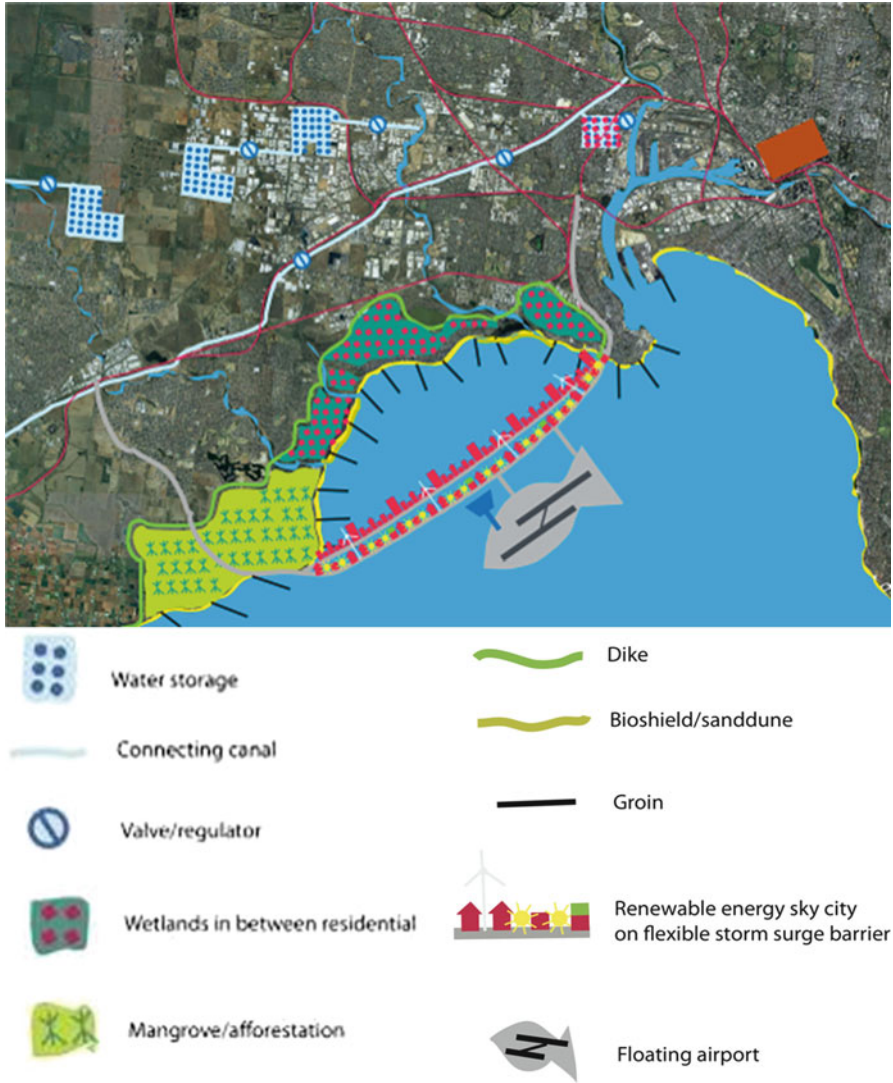 Water storage
Connecting canal
Valve/regulator
Wetlands in between residential
Mangrove/afforestation
Dike
Bioshield/sanddune
Groin
Renewable energy sky city
on flexible storm surge barrier
Floating airport